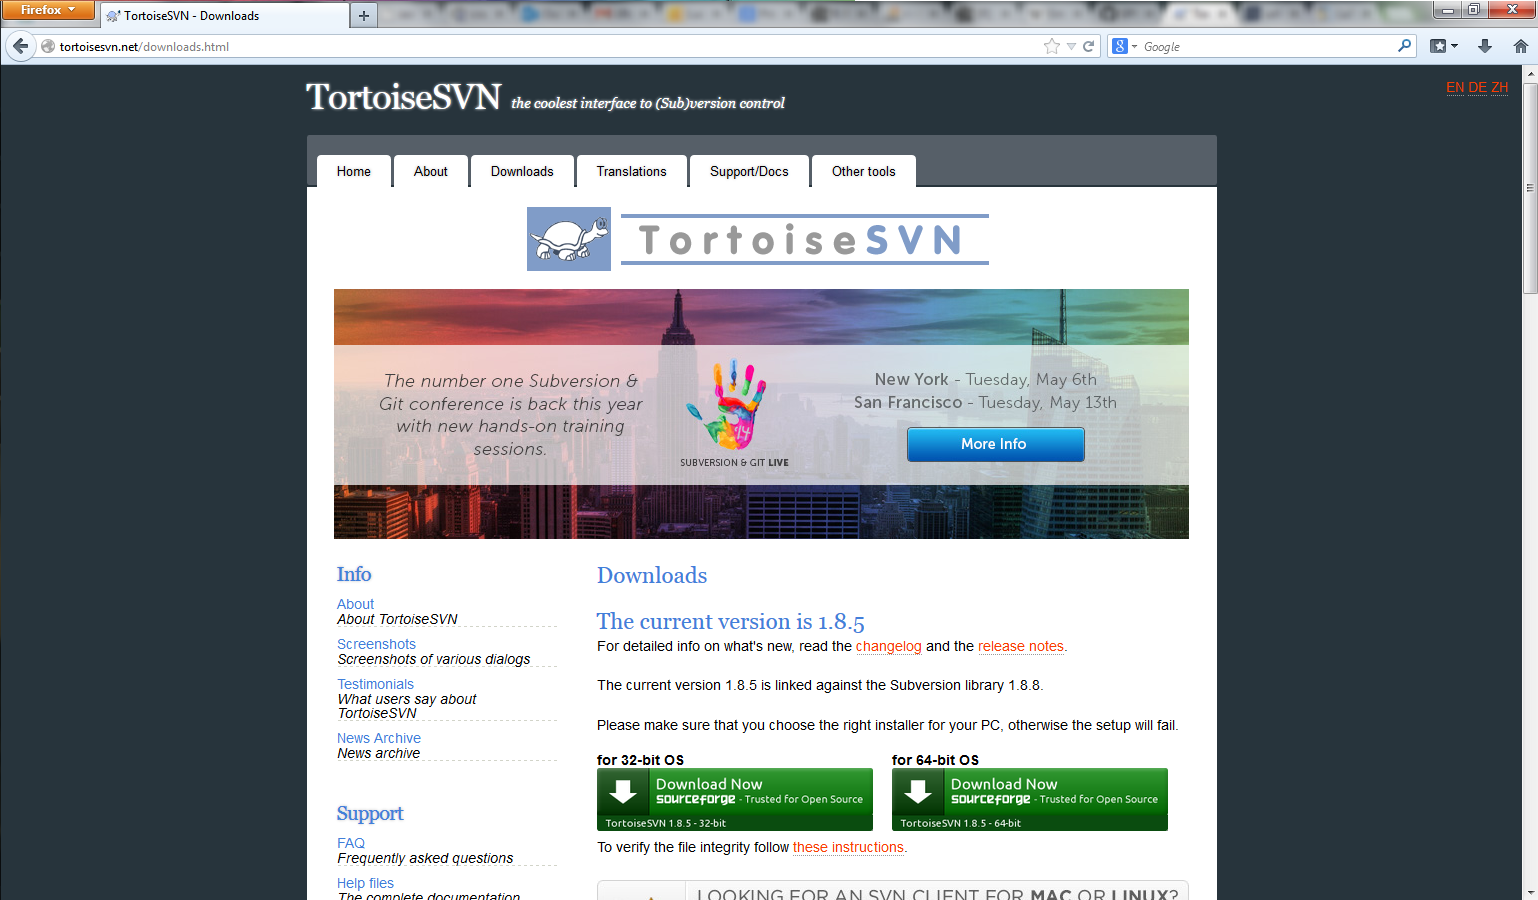 Firefox
TortoiseSVN - Downloads
tortoisesvn.net/downloads.html
Google
TortoiseSVN the coolest interface to (Sub)version control
EN DE ZH
Home About Downloads Translations Support/Docs Other tools
TortoiseSVN
The number one Subversion &
Git conference is back this year
with new hands-on training
sessions.
14
SUBVERSION & GIT LIVE
New York - Tuesday, May 6th
San Francisco - Tuesday, May 13th
More Info
Info
About
About TortoiseSVN
Screenshots
Screenshots of various dialogs
Testimonials
What users say about
TortoiseSVN
News Archive
News archive
Support
FAQ
Frequently asked questions
Help files
The complete documentation
Downloads
The current version is 1.8.5
For detailed info on what's new, read the changelog and the release notes.
The current version 1.8.5 is linked against the Subversion library 1.8.8.
Please make sure that you choose the right installer for your PC, otherwise the setup will fail.
for 32-bit OS
Download Now
sourceforge - Trusted for Open Source
TortoiseSVN 1.8.5 - 32-bit
for 64-bit OS
Download Now
sourceforge - Trusted for Open Source
TortoiseSVN 1.8.5 - 64-bit
To verify the file integrity follow these instructions.
LOOKING FOR AN SVN CLIENT FOR MAC OR LINUX?